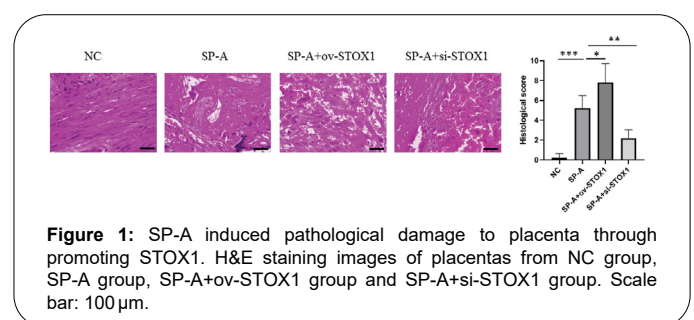 NC
SP-A
SP-A+ov-STOX1
SP-A+si-STOX1
**
***
*
Histological score
10
8
6
4
2
0
NC
SP-A
SP-A+ov-STOX1
SP-A+si-STOX1
Figure 1: SP-A induced pathological damage to placenta through
promoting STOX1. H&E staining images of placentas from NC group,
SP-A group, SP-A+ov-STOX1 group and SP-A+si-STOX1 group. Scale
bar: 100 μm.